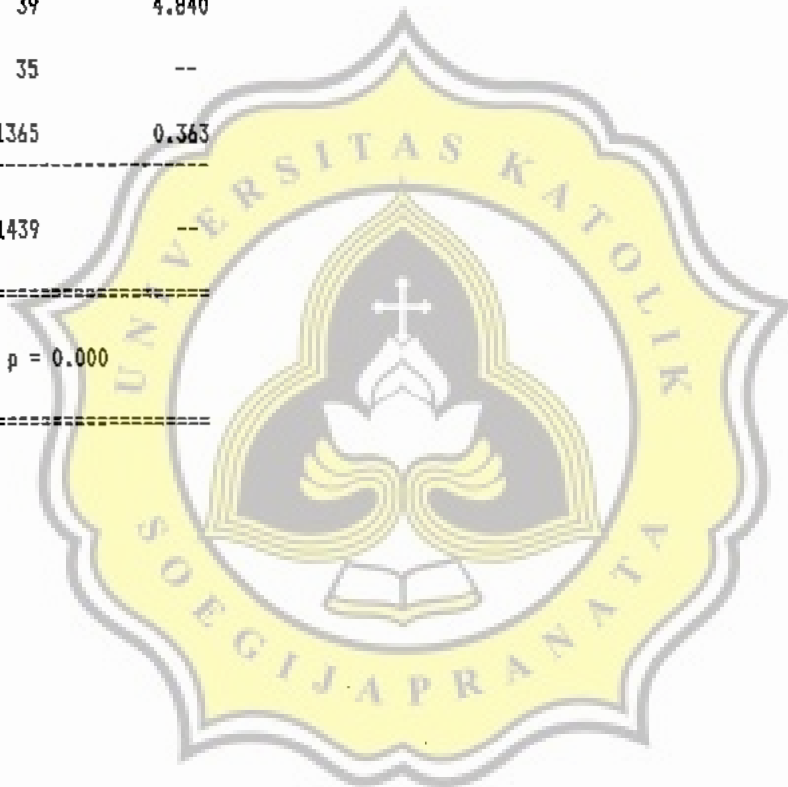 39 4.840
35 --
1365 0.363
-----------------------
1439 --
=======================
p = 0.000
=======================
UNIVERSITAS KATOLIK
SOEGIJAPRANATA